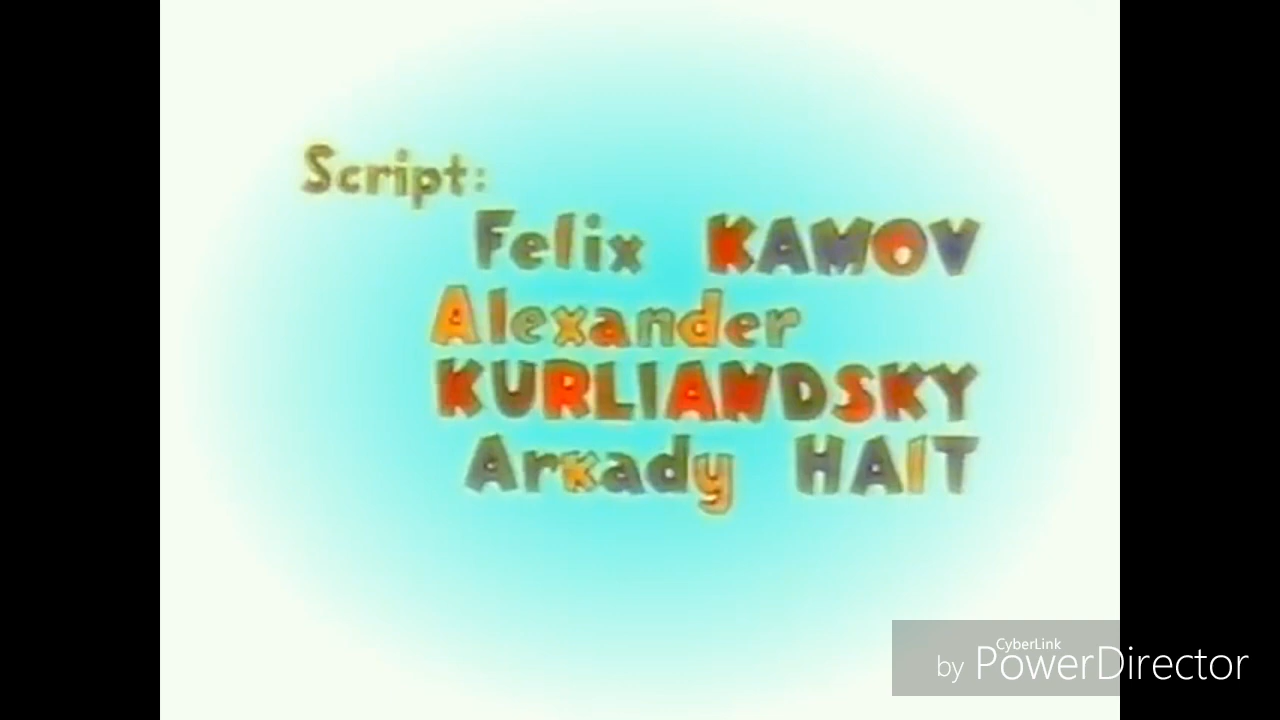 Script:
Felix KAMOV
Alexander
KURLIANDSKY
Arkady HAIT
CyberLink
by PowerDirector